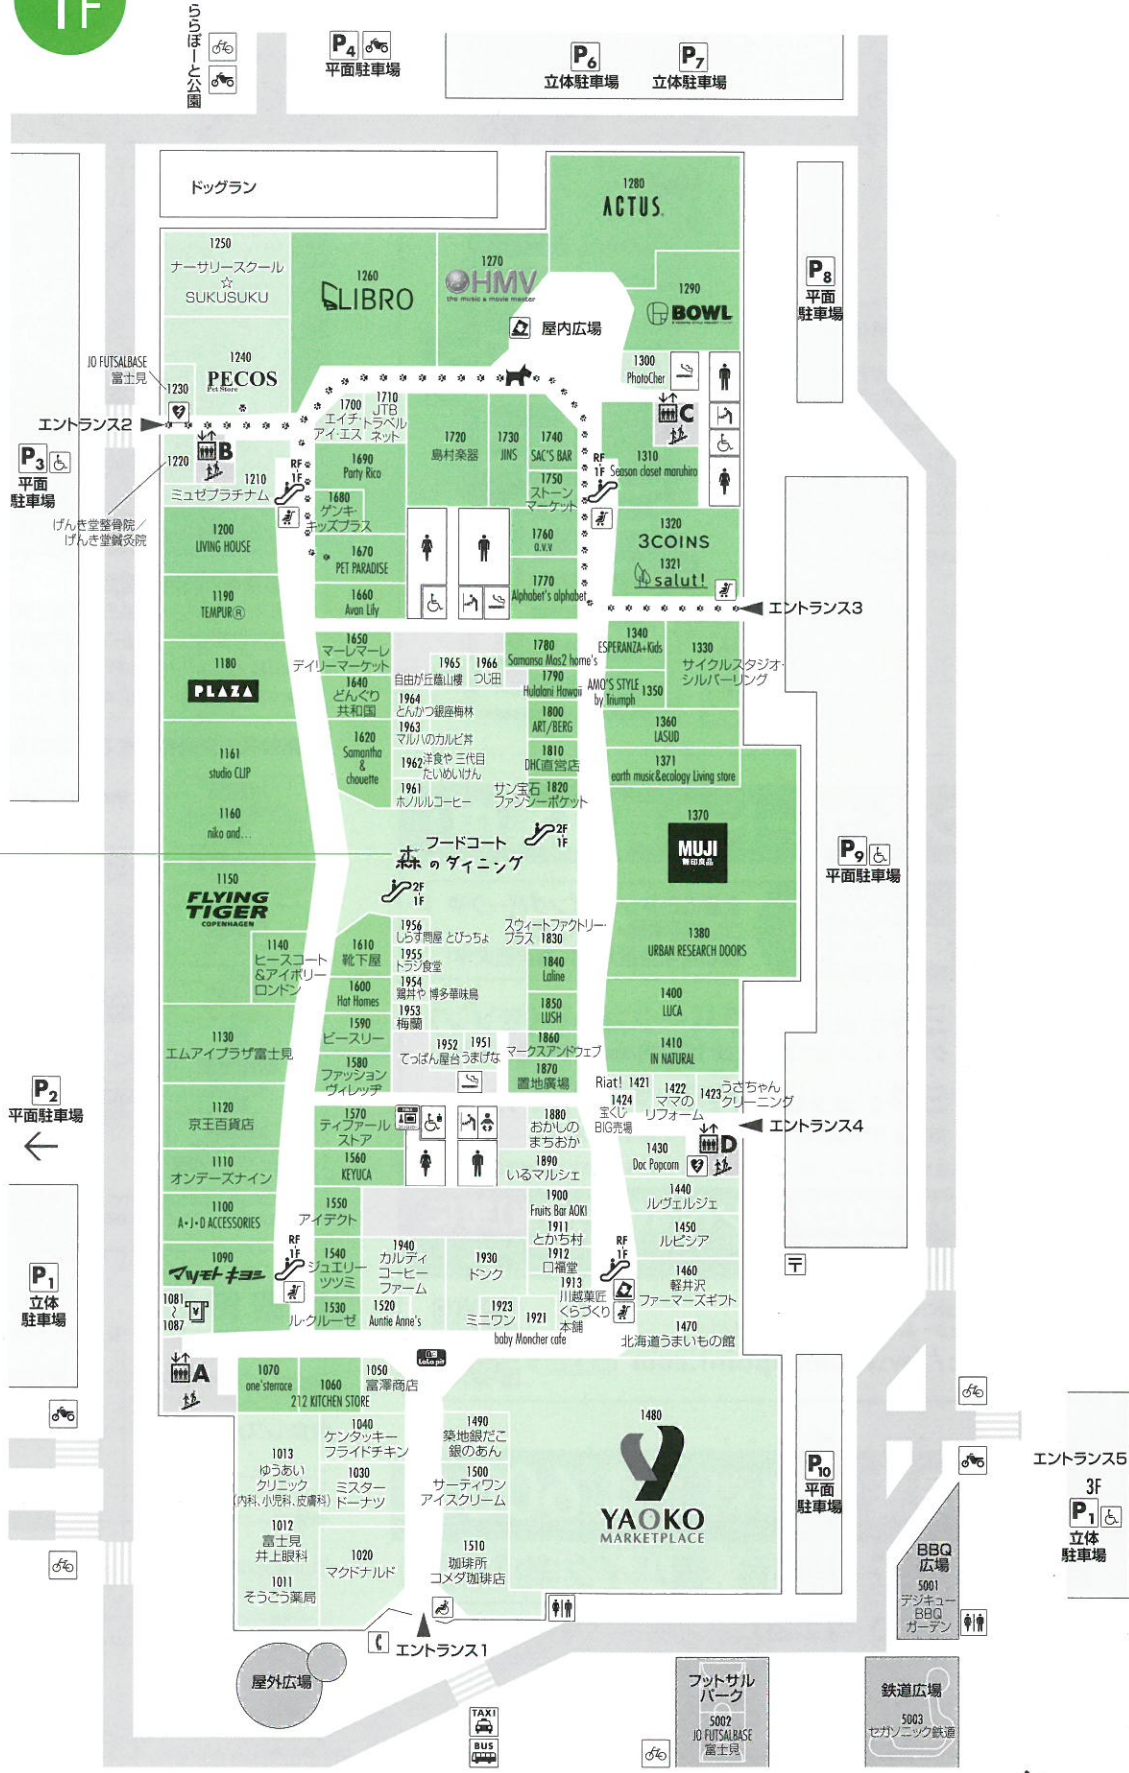 1F
ららぽーと公園
P4
平面駐車場
P6
立体駐車場
P7
立体駐車場
ドッグラン
1280
ACTUS
1250
ナーサリースクール
☆
SUKUSUKU
1260
LIBRO
1270
HMV
the music & movie master
1290
BOWL
P8
平面
駐車場
屋内広場
JO FUTSALBASE
富士見
1230
1240
PECOS
Pet Store
1300
PhotoCher
エントランス2
B
C
1700
エイチ・
アイ・エス
1710
JTB
トラベル
ネット
1720
島村楽器
1730
JINS
1740
SAC'S BAR
1310
Season closet maruhiro
P3
平面
駐車場
1220
1210
ミュゼプラチナム
RF
1F
1690
Party Rico
1750
ストーン
マーケット
RF
1F
げんき堂整骨院/
げんき堂鍼灸院
1200
LIVING HOUSE
1680
ゲンキ・
キッズプラス
1670
PET PARADISE
1760
a.v.v
1320
3COINS
1321
salut!
1190
TEMPUR®
1660
Avan Lily
1770
Alphabet's alphabet
エントランス3
1180
PLAZA
1650
マーレマーレ
デイリーマーケット
1965
自由が丘蔭山樓
1966
つじ田
1780
Samansa Mos2 home's
1340
ESPERANZA+Kids
1330
サイクルスタジオ・
シルバーリング
1640
どんぐり
共和国
1964
とんかつ銀座梅林
1790
Hulalani Hawaii
AMO'S STYLE
by Triumph 1350
1963
マルハのカルビ丼
1800
ART/BERG
1360
LASUD
1161
studio CLIP
1620
Samantha
&
chouette
1962
洋食や 三代目
たいめいけん
1810
DHC直営店
1371
earth music&ecology Living store
1961
ホノルルコーヒー
サン宝石 1820
ファンシーポケット
1160
niko and...
1370
MUJI
無印良品
フードコート
森のダイニング
2F
1F
2F
1F
P9
平面駐車場
1150
FLYING
TIGER
COPENHAGEN
1140
ヒースコート
&アイボリー
ロンドン
1610
靴下屋
1956
しらす問屋 とびっちょ
スウィートファクトリー・
プラス 1830
1380
URBAN RESEARCH DOORS
1955
トラジ食堂
1840
Laline
1600
Hot Homes
1954
鶏丼や 博多華味鳥
1400
LUCA
1953
梅蘭
1850
LUSH
1130
エムアイプラザ富士見
1590
ビースリー
1952
てっぱん屋台
1951
うまげな
1860
マークスアンドウェブ
1410
IN NATURAL
1580
ファッション
ヴィレッヂ
1870
置地廣場
P2
平面駐車場
1120
京王百貨店
1570
ティファール
ストア
1880
おかしの
まちおか
Riat! 1421
1424
宝くじ
BIG売場
1422
ママの
リフォーム
1423
うさちゃん
クリーニング
エントランス4
D
1110
オンデーズナイン
1560
KEYUCA
1890
いるマルシェ
1430
Doc Popcorn
1100
A・J・D ACCESSORIES
1550
アイデクト
1900
Fruits Bar AOKI
1440
ルヴェルジェ
1911
とかち村
1450
ルピシア
1090
マツモトキヨシ
RF
1F
1540
ジュエリー
ツツミ
1940
カルディ
コーヒー
ファーム
1930
ドンク
1912
口福堂
RF
1F
P1
立体
駐車場
1081
〜
1087
1530
ル・クルーゼ
1520
Auntie Anne's
1923
ミニワン
1921
baby Moncher cafe
1913
川越菓匠
くらづくり
本舗
1460
軽井沢
ファーマーズギフト
1470
北海道うまいもの館
A
1070
one'sterrace
1060
212 KITCHEN STORE
1050
富澤商店
LaLa pit
1040
ケンタッキー
フライドチキン
1490
築地銀だこ
銀のあん
1480
YAOKO
MARKETPLACE
1013
ゆうあい
クリニック
(内科、小児科、皮膚科)
1030
ミスター
ドーナツ
1500
サーティワン
アイスクリーム
P10
平面
駐車場
エントランス5
3F
P1
立体
駐車場
1012
富士見
井上眼科
1020
マクドナルド
1510
珈琲所
コメダ珈琲店
1011
そうごう薬局
BBQ
広場
5001
デジキュー
BBQ
ガーデン
エントランス1
屋外広場
フットサル
パーク
5002
JO FUTSALBASE
富士見
鉄道広場
5003
セガソニック鉄道
TAXI
BUS